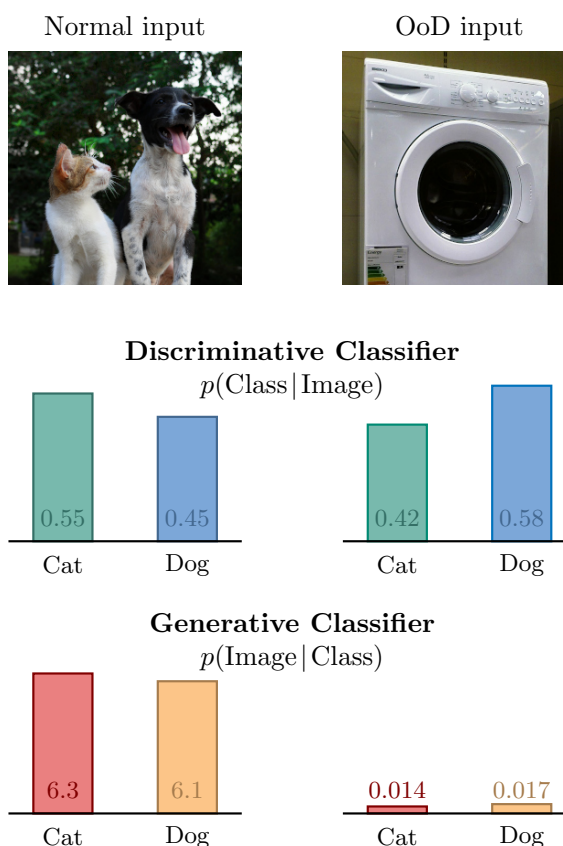 Normal input OoD input
Discriminative Classifier
p(Class|Image)
0.55 0.45 0.42 0.58
Cat Dog Cat Dog
Generative Classifier
p(Image|Class)
6.3 6.1 0.014 0.017
Cat Dog Cat Dog